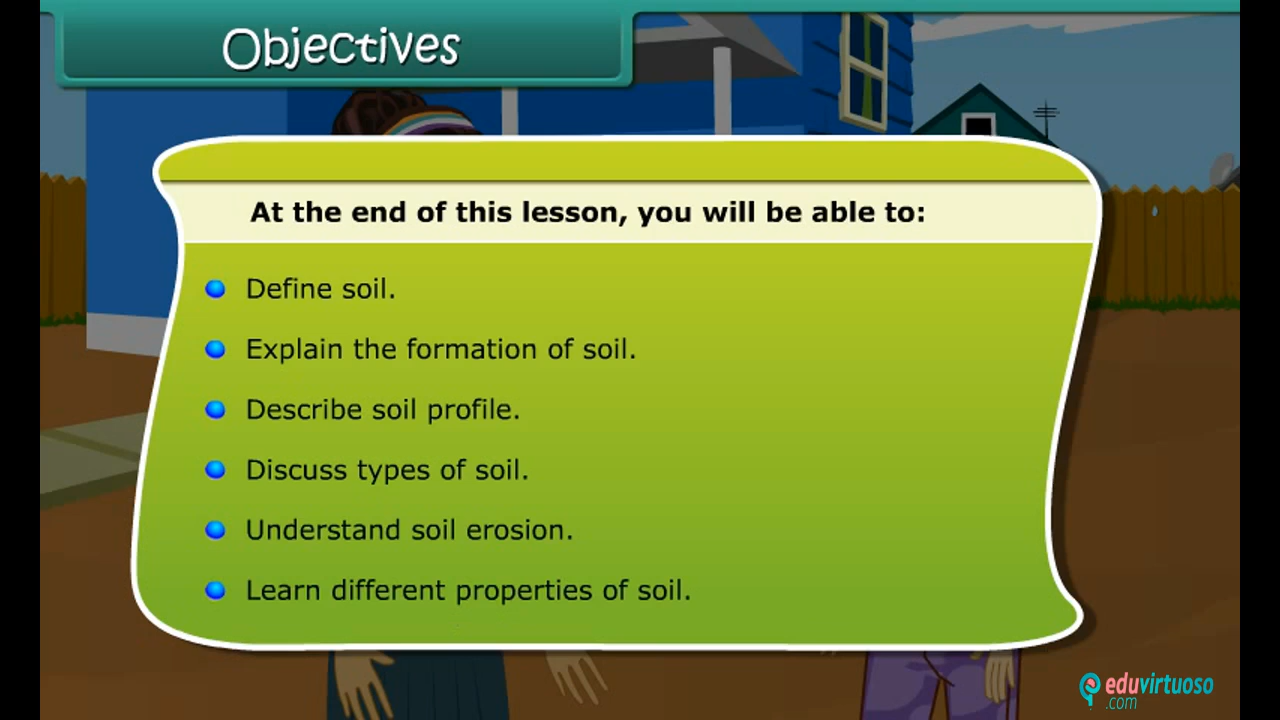 Objectives
At the end of this lesson, you will be able to:
Define soil.
Explain the formation of soil.
Describe soil profile.
Discuss types of soil.
Understand soil erosion.
Learn different properties of soil.
eduvirtuoso
.com